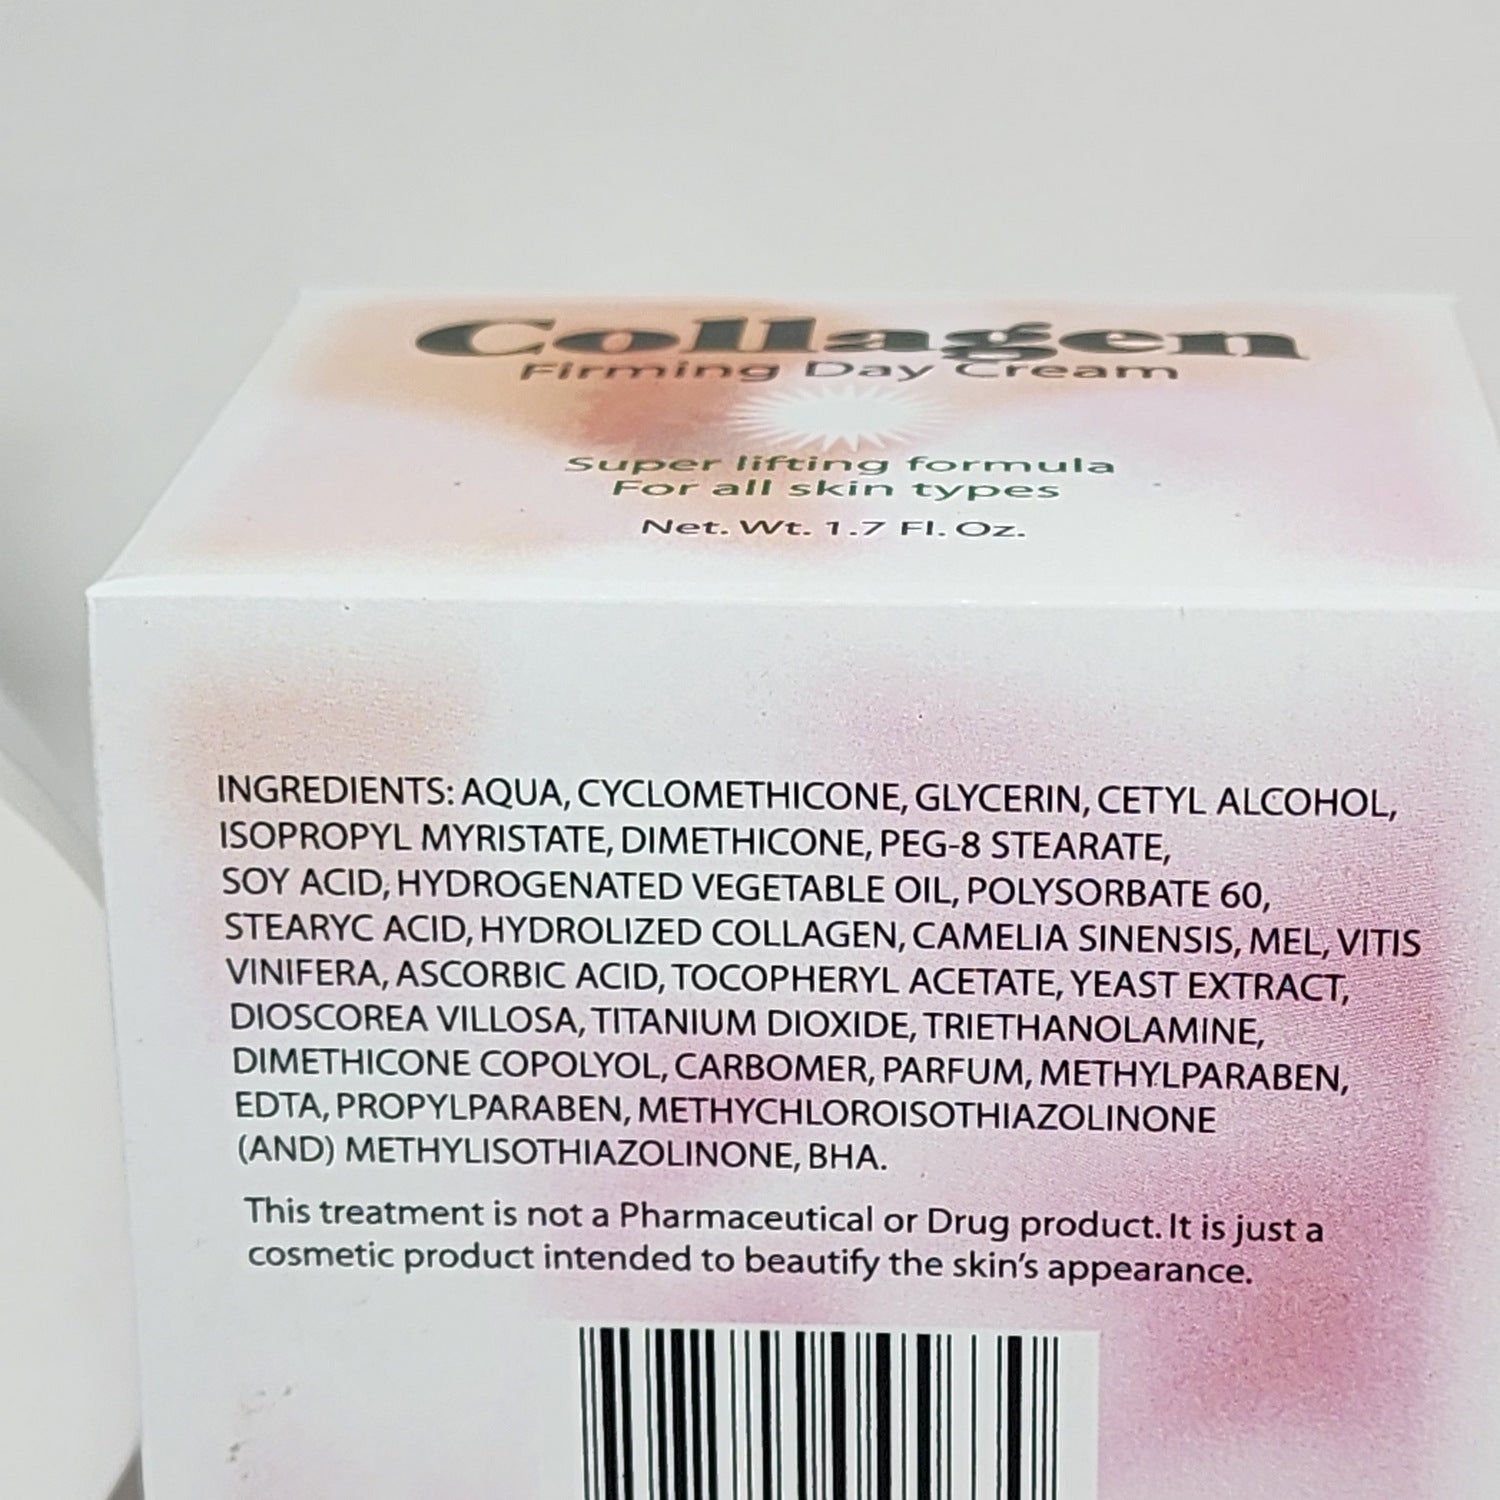 Collagen
Firming Day Cream
Super lifting formula
For all skin types
Net. Wt. 1.7 Fl. Oz.
INGREDIENTS: AQUA, CYCLOMETHICONE, GLYCERIN, CETYL ALCOHOL,
ISOPROPYL MYRISTATE, DIMETHICONE, PEG-8 STEARATE,
SOY ACID, HYDROGENATED VEGETABLE OIL, POLYSORBATE 60,
STEARYC ACID, HYDROLIZED COLLAGEN, CAMELIA SINENSIS, MEL, VITIS
VINIFERA, ASCORBIC ACID, TOCOPHERYL ACETATE, YEAST EXTRACT,
DIOSCOREA VILLOSA, TITANIUM DIOXIDE, TRIETHANOLAMINE,
DIMETHICONE COPOLYOL, CARBOMER, PARFUM, METHYLPARABEN,
EDTA, PROPYLPARABEN, METHYCHLOROISOTHIAZOLINONE
(AND) METHYLISOTHIAZOLINONE, BHA.
This treatment is not a Pharmaceutical or Drug product. It is just a
cosmetic product intended to beautify the skin's appearance.